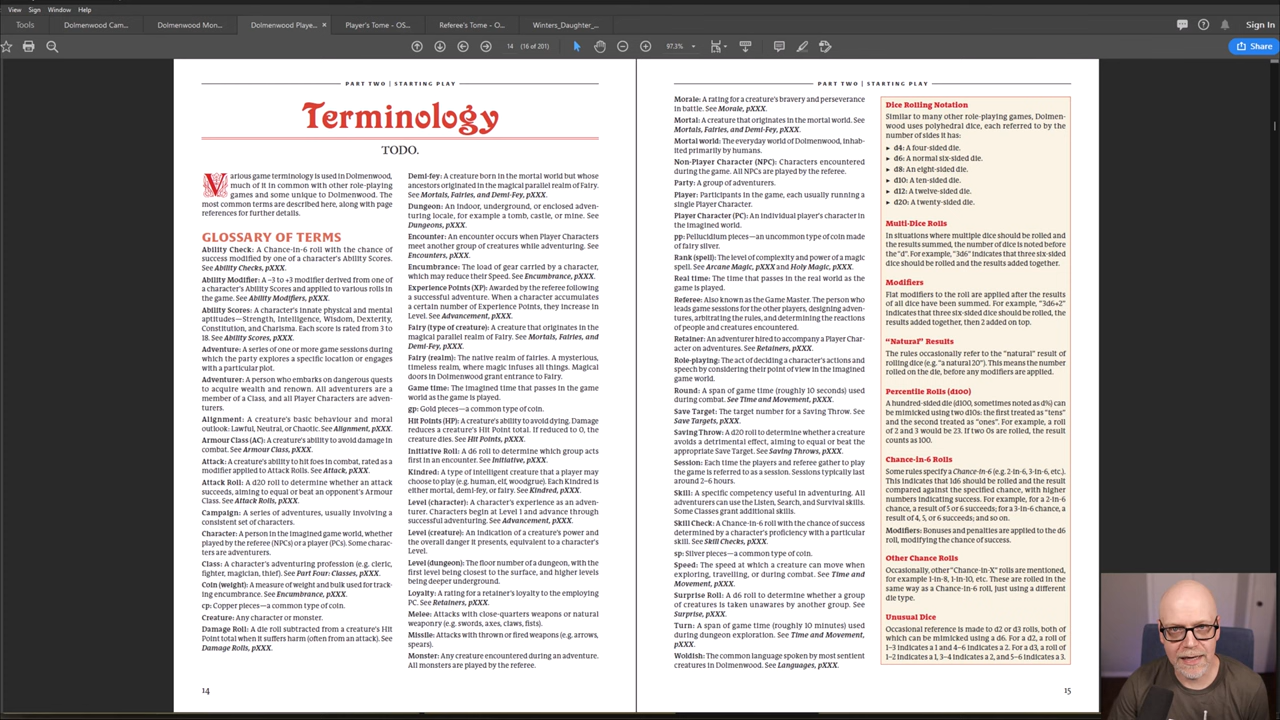 View Sign Window Help
Tools Dolmenwood Cam... Dolmenwood Mon... Dolmenwood Playe... × Player's Tome - OS... Referee's Tome - O... Winters_Daughter_... Sign In
14 (16 of 201) 97.3% Share
PART TWO | STARTING PLAY
Terminology
TODO.
Various game terminology is used in Dolmenwood,
much of it in common with other role-playing
games and some unique to Dolmenwood. The
most common terms are described here, along with page
references for further details.
GLOSSARY OF TERMS
Ability Check: A Chance-in-6 roll with the chance of
success modified by one of a character's Ability Scores.
See Ability Checks, pXXX.
Ability Modifier: A −3 to +3 modifier derived from one of
a character's Ability Scores and applied to various rolls in
the game. See Ability Modifiers, pXXX.
Ability Scores: A character's innate physical and mental
aptitudes—Strength, Intelligence, Wisdom, Dexterity,
Constitution, and Charisma. Each score is rated from 3 to
18. See Ability Scores, pXXX.
Adventure: A series of one or more game sessions during
which the party explores a specific location or engages
with a particular plot.
Adventurer: A person who embarks on dangerous quests
to acquire wealth and renown. All adventurers are a
member of a Class, and all Player Characters are adven-
turers.
Alignment: A creature's basic behaviour and moral
outlook: Lawful, Neutral, or Chaotic. See Alignment, pXXX.
Armour Class (AC): A creature's ability to avoid damage in
combat. See Armour Class, pXXX.
Attack: A creature's ability to hit foes in combat, rated as a
modifier applied to Attack Rolls. See Attack, pXXX.
Attack Roll: A d20 roll to determine whether an attack
succeeds, aiming to equal or beat an opponent's Armour
Class. See Attack Rolls, pXXX.
Campaign: A series of adventures, usually involving a
consistent set of characters.
Character: A person in the imagined game world, whether
played by the referee (NPCs) or a player (PCs). Some charac-
ters are adventurers.
Class: A character's adventuring profession (e.g. cleric,
fighter, magician, thief). See Part Four: Classes, pXXX.
Coin (weight): A measure of weight and bulk used for track-
ing encumbrance. See Encumbrance, pXXX.
cp: Copper pieces—a common type of coin.
Creature: Any character or monster.
Damage Roll: A die roll subtracted from a creature's Hit
Point total when it suffers harm (often from an attack). See
Damage Rolls, pXXX.
Demi-fey: A creature born in the mortal world but whose
ancestors originated in the magical parallel realm of Fairy.
See Mortals, Fairies, and Demi-Fey, pXXX.
Dungeon: An indoor, underground, or enclosed adven-
turing locale, for example a tomb, castle, or mine. See
Dungeons, pXXX.
Encounter: An encounter occurs when Player Characters
meet another group of creatures while adventuring. See
Encounters, pXXX.
Encumbrance: The load of gear carried by a character,
which may reduce their Speed. See Encumbrance, pXXX.
Experience Points (XP): Awarded by the referee following
a successful adventure. When a character accumulates
a certain number of Experience Points, they increase in
Level. See Advancement, pXXX.
Fairy (type of creature): A creature that originates in the
magical parallel realm of Fairy. See Mortals, Fairies, and
Demi-Fey, pXXX.
Fairy (realm): The native realm of fairies. A mysterious,
timeless realm, where magic infuses all things. Magical
doors in Dolmenwood grant entrance to Fairy.
Game time: The imagined time that passes in the game
world as the game is played.
gp: Gold pieces—a common type of coin.
Hit Points (HP): A creature's ability to avoid dying. Damage
reduces a creature's Hit Point total. If reduced to 0, the
creature dies. See Hit Points, pXXX.
Initiative Roll: A d6 roll to determine which group acts
first in an encounter. See Initiative, pXXX.
Kindred: A type of intelligent creature that a player may
choose to play (e.g. human, elf, woodgrue). Each Kindred is
either mortal, demi-fey, or fairy. See Kindred, pXXX.
Level (character): A character's experience as an adven-
turer. Characters begin at Level 1 and advance through
successful adventuring. See Advancement, pXXX.
Level (creature): An indication of a creature's power and
the overall danger it presents, equivalent to a character's
Level.
Level (dungeon): The floor number of a dungeon, with the
first level being closest to the surface, and higher levels
being deeper underground.
Loyalty: A rating for a retainer's loyalty to the employing
PC. See Retainers, pXXX.
Melee: Attacks with close-quarters weapons or natural
weaponry (e.g. swords, axes, claws, fists).
Missile: Attacks with thrown or fired weapons (e.g. arrows,
spears).
Monster: Any creature encountered during an adventure.
All monsters are played by the referee.
14
PART TWO | STARTING PLAY
Morale: A rating for a creature's bravery and perseverance
in battle. See Morale, pXXX.
Mortal: A creature that originates in the mortal world. See
Mortals, Fairies, and Demi-Fey, pXXX.
Mortal world: The everyday world of Dolmenwood, inhab-
ited primarily by humans.
Non-Player Character (NPC): Characters encountered
during the game. All NPCs are played by the referee.
Party: A group of adventurers.
Player: Participants in the game, each usually running a
single Player Character.
Player Character (PC): An individual player's character in
the imagined world.
pp: Pellucidium pieces—an uncommon type of coin made
of fairy silver.
Rank (spell): The level of complexity and power of a magic
spell. See Arcane Magic, pXXX and Holy Magic, pXXX.
Real time: The time that passes in the real world as the
game is played.
Referee: Also known as the Game Master. The person who
leads game sessions for the other players, designing adven-
tures, arbitrating the rules, and determining the reactions
of people and creatures encountered.
Retainer: An adventurer hired to accompany a Player Char-
acter on adventures. See Retainers, pXXX.
Role-playing: The act of deciding a character's actions and
speech by considering their point of view in the imagined
game world.
Round: A span of game time (roughly 10 seconds) used
during combat. See Time and Movement, pXXX.
Save Target: The target number for a Saving Throw. See
Save Targets, pXXX.
Saving Throw: A d20 roll to determine whether a creature
avoids a detrimental effect, aiming to equal or beat the
appropriate Save Target. See Saving Throws, pXXX.
Session: Each time the players and referee gather to play
the game is referred to as a session. Sessions typically last
around 2–6 hours.
Skill: A specific competency useful in adventuring. All
adventurers can use the Listen, Search, and Survival skills.
Some Classes grant additional skills.
Skill Check: A Chance-in-6 roll with the chance of success
determined by a character's proficiency with a particular
skill. See Skill Checks, pXXX.
sp: Silver pieces—a common type of coin.
Speed: The speed at which a creature can move when
exploring, travelling, or during combat. See Time and
Movement, pXXX.
Surprise Roll: A d6 roll to determine whether a group
of creatures is taken unawares by another group. See
Surprise, pXXX.
Turn: A span of game time (roughly 10 minutes) used
during dungeon exploration. See Time and Movement,
pXXX.
Woldish: The common language spoken by most sentient
creatures in Dolmenwood. See Languages, pXXX.
Dice Rolling Notation
Similar to many other role-playing games, Dolmen-
wood uses polyhedral dice, each referred to by the
number of sides it has:
▸ d4: A four-sided die.
▸ d6: A normal six-sided die.
▸ d8: An eight-sided die.
▸ d10: A ten-sided die.
▸ d12: A twelve-sided die.
▸ d20: A twenty-sided die.
Multi-Dice Rolls
In situations where multiple dice should be rolled and
the results summed, the number of dice is noted before
the "d". For example, "3d6" indicates that three six-sided
dice should be rolled and the results added together.
Modifiers
Flat modifiers to the roll are applied after the results
of all dice have been summed. For example, "3d6+2"
indicates that three six-sided dice should be rolled, the
results added together, then 2 added on top.
"Natural" Results
The rules occasionally refer to the "natural" result of
rolling dice (e.g. "a natural 20"). This means the number
rolled on the die, before any modifiers are applied.
Percentile Rolls (d100)
A hundred-sided die (d100, sometimes noted as d%) can
be mimicked using two d10s: the first treated as "tens"
and the second treated as "ones". For example, a roll
of 2 and 3 would be 23. If two 0s are rolled, the result
counts as 100.
Chance-in-6 Rolls
Some rules specify a Chance-in-6 (e.g. 2-in-6, 3-in-6, etc.).
This indicates that 1d6 should be rolled and the result
compared against the specified chance, with higher
numbers indicating success. For example, for a 2-in-6
chance, a result of 5 or 6 succeeds; for a 3-in-6 chance, a
result of 4, 5, or 6 succeeds; and so on.
Modifiers: Bonuses and penalties are applied to the d6
roll, modifying the chance of success.
Other Chance Rolls
Occasionally, other "Chance-in-X" rolls are mentioned,
for example 1-in-8, 1-in-10, etc. These are rolled in the
same way as a Chance-in-6 roll, just using a different
die type.
Unusual Dice
Occasional reference is made to d2 or d3 rolls, both of
which can be mimicked using a d6. For a d2, a roll of
1–3 indicates a 1 and 4–6 indicates a 2. For a d3, a roll of
1–2 indicates a 1, 3–4 indicates a 2, and 5–6 indicates a 3.
15